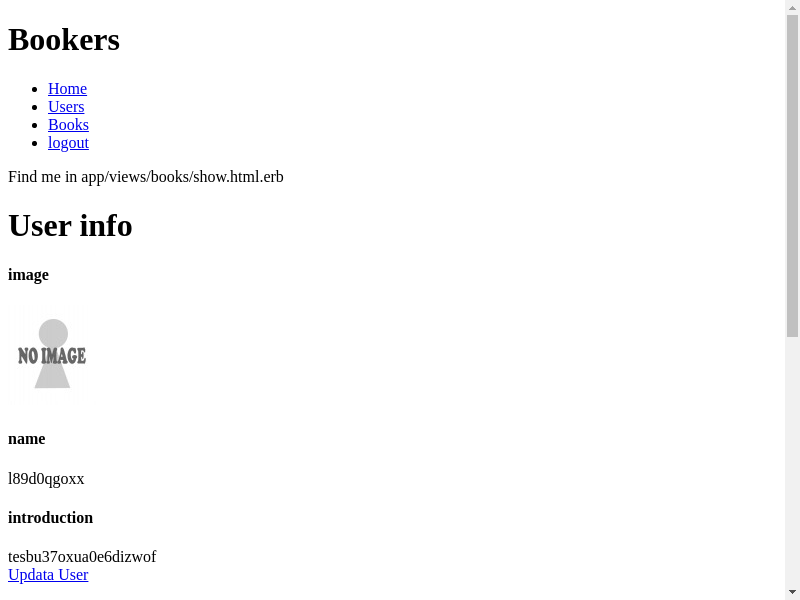 Bookers
Home
Users
Books
logout
Find me in app/views/books/show.html.erb
User info
image
NO IMAGE
name
l89d0qgoxx
introduction
tesbu37oxua0e6dizwof
Updata User